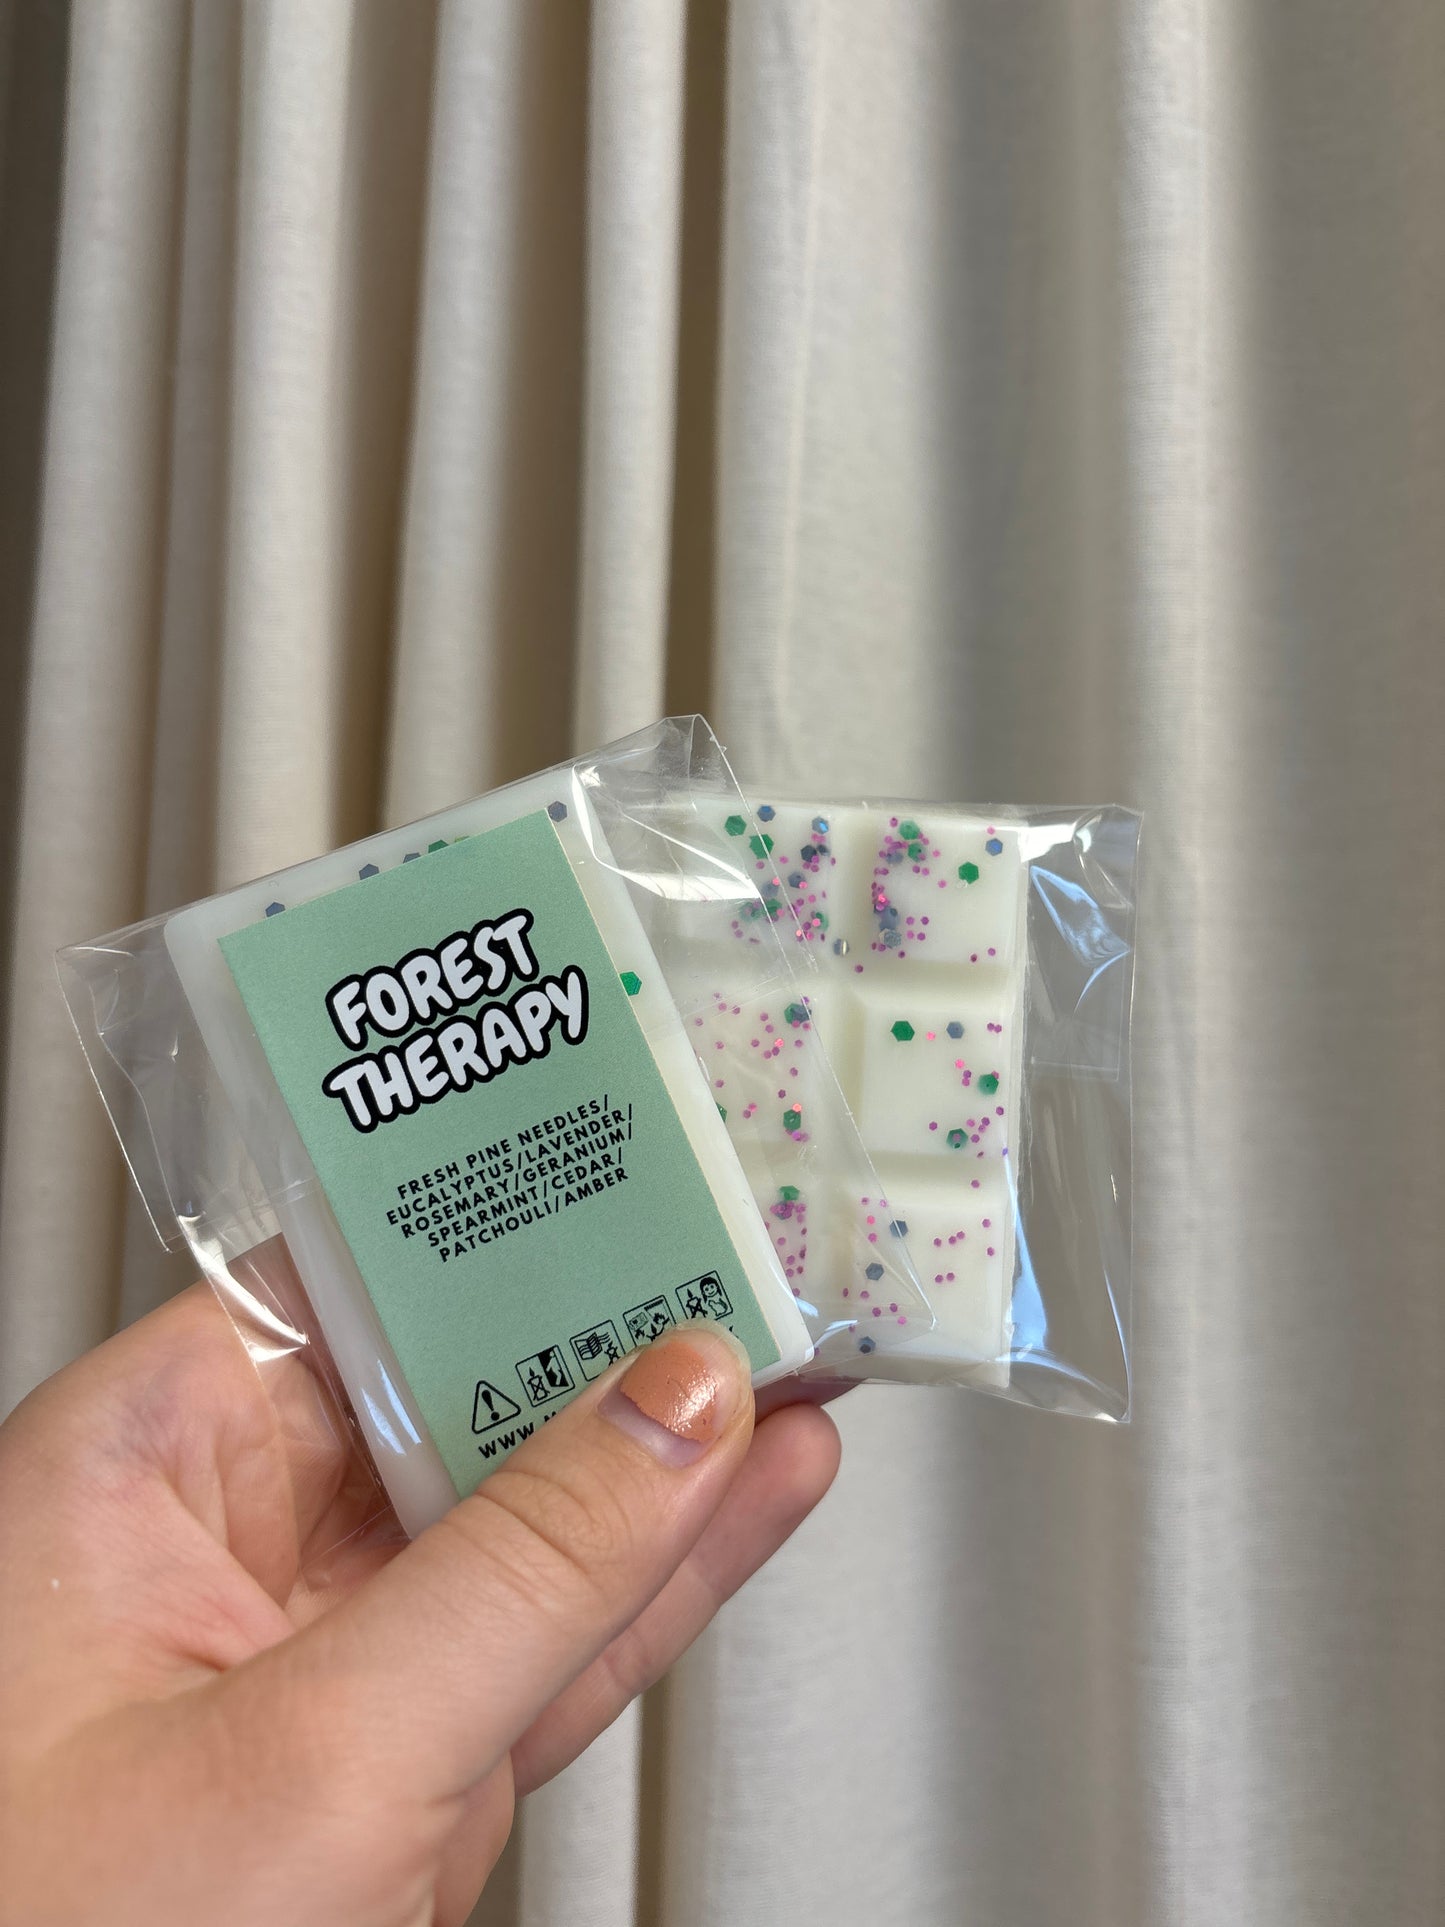 FOREST
THERAPY
FRESH PINE NEEDLES/
EUCALYPTUS/LAVENDER/
ROSEMARY/GERANIUM/
SPEARMINT/CEDAR/
PATCHOULI/AMBER